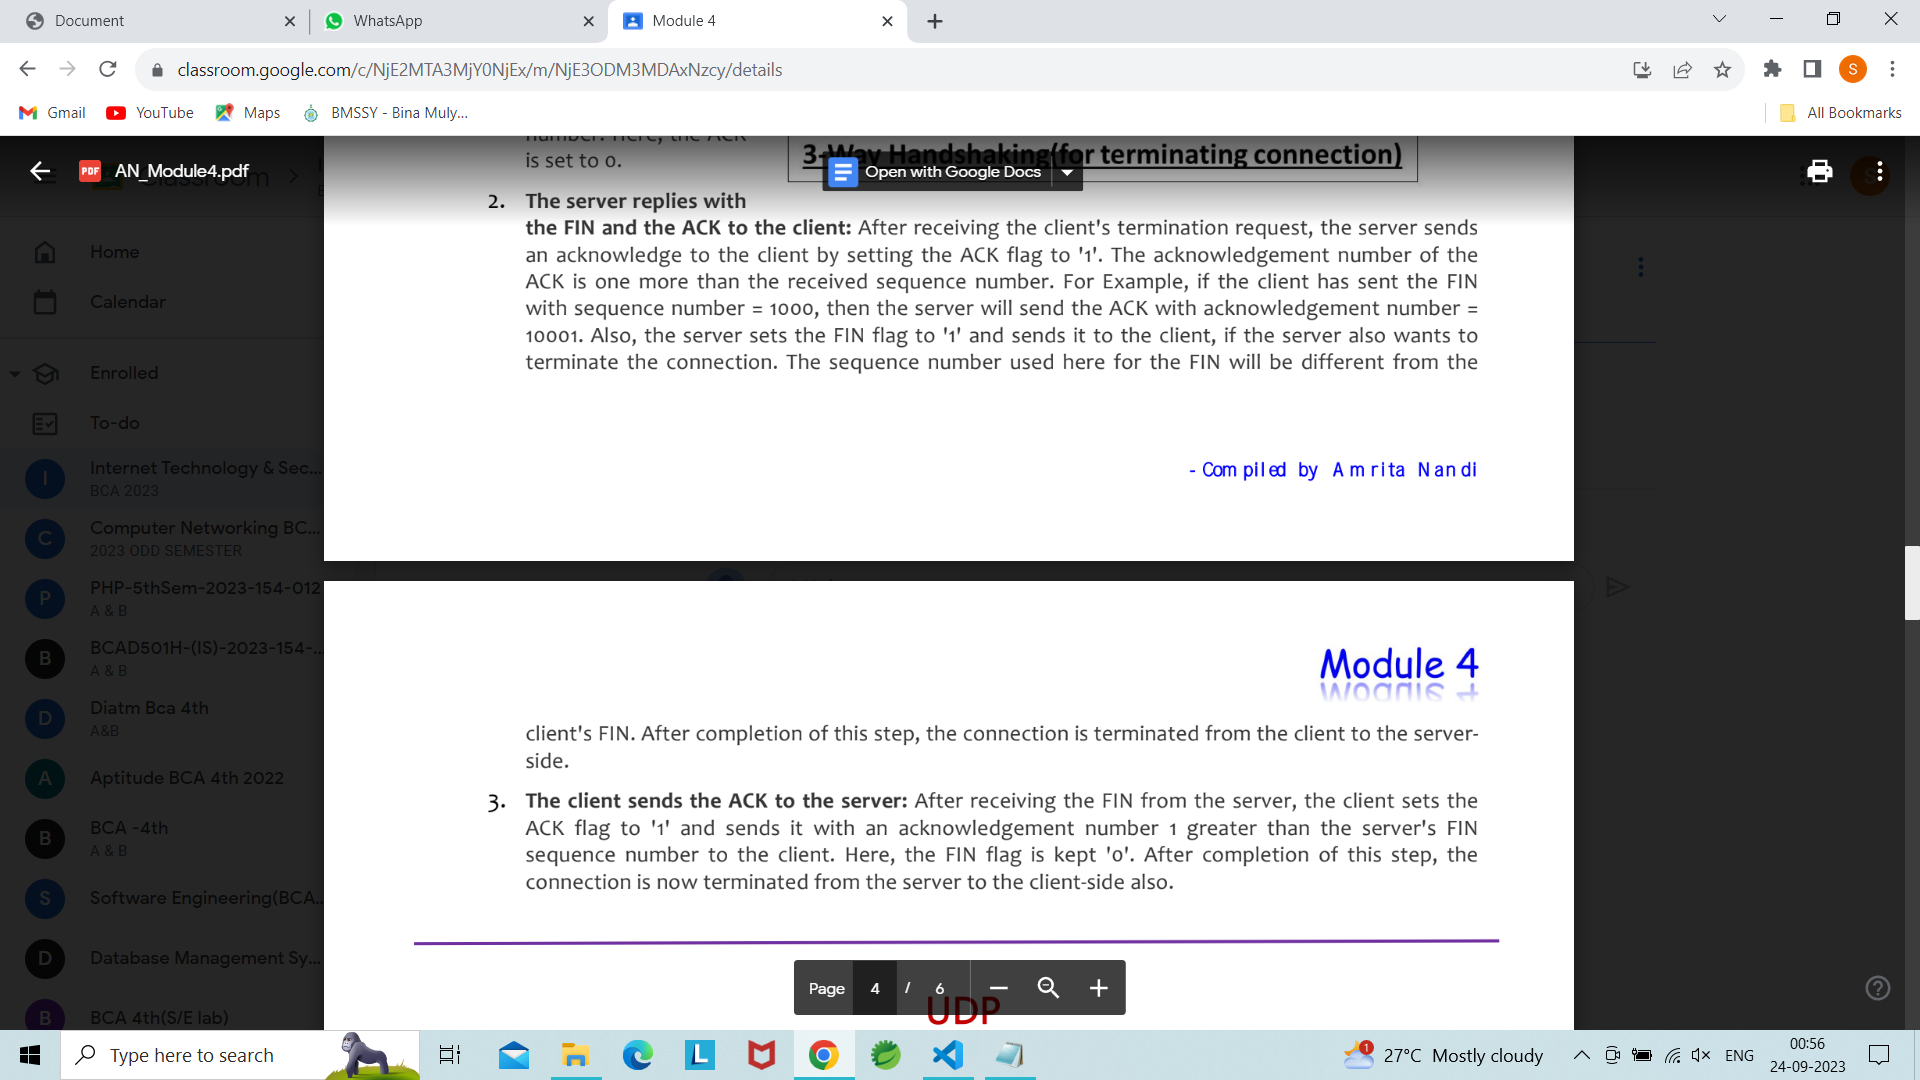 Document
WhatsApp
Module 4
classroom.google.com/c/NjE2MTA3MjY0NjEx/m/NjE3ODM3MDAxNzcy/details
S
Gmail
YouTube
Maps
BMSSY - Bina Muly...
All Bookmarks
PDF AN_Module4.pdf
Classroom
Open with Google Docs
number. Here, the ACK
is set to 0.
3-Way Handshaking(for terminating connection)
2. The server replies with
the FIN and the ACK to the client: After receiving the client's termination request, the server sends
an acknowledge to the client by setting the ACK flag to '1'. The acknowledgement number of the
ACK is one more than the received sequence number. For Example, if the client has sent the FIN
with sequence number = 1000, then the server will send the ACK with acknowledgement number =
10001. Also, the server sets the FIN flag to '1' and sends it to the client, if the server also wants to
terminate the connection. The sequence number used here for the FIN will be different from the
- Compiled by Amrita Nandi
Module 4
client's FIN. After completion of this step, the connection is terminated from the client to the server-
side.
3. The client sends the ACK to the server: After receiving the FIN from the server, the client sets the
ACK flag to '1' and sends it with an acknowledgement number 1 greater than the server's FIN
sequence number to the client. Here, the FIN flag is kept '0'. After completion of this step, the
connection is now terminated from the server to the client-side also.
UDP
Page 4 / 6
Home
Calendar
Enrolled
To-do
I
Internet Technology & Sec...
BCA 2023
C
Computer Networking BC...
2023 ODD SEMESTER
P
PHP-5thSem-2023-154-012
A & B
B
BCAD501H-(IS)-2023-154-...
A & B
D
Diatm Bca 4th
A&B
A
Aptitude BCA 4th 2022
B
BCA -4th
A & B
S
Software Engineering(BCA...
D
Database Management Sy...
B
BCA 4th(S/E lab)
Type here to search
L
1
27°C Mostly cloudy
ENG
00:56
24-09-2023